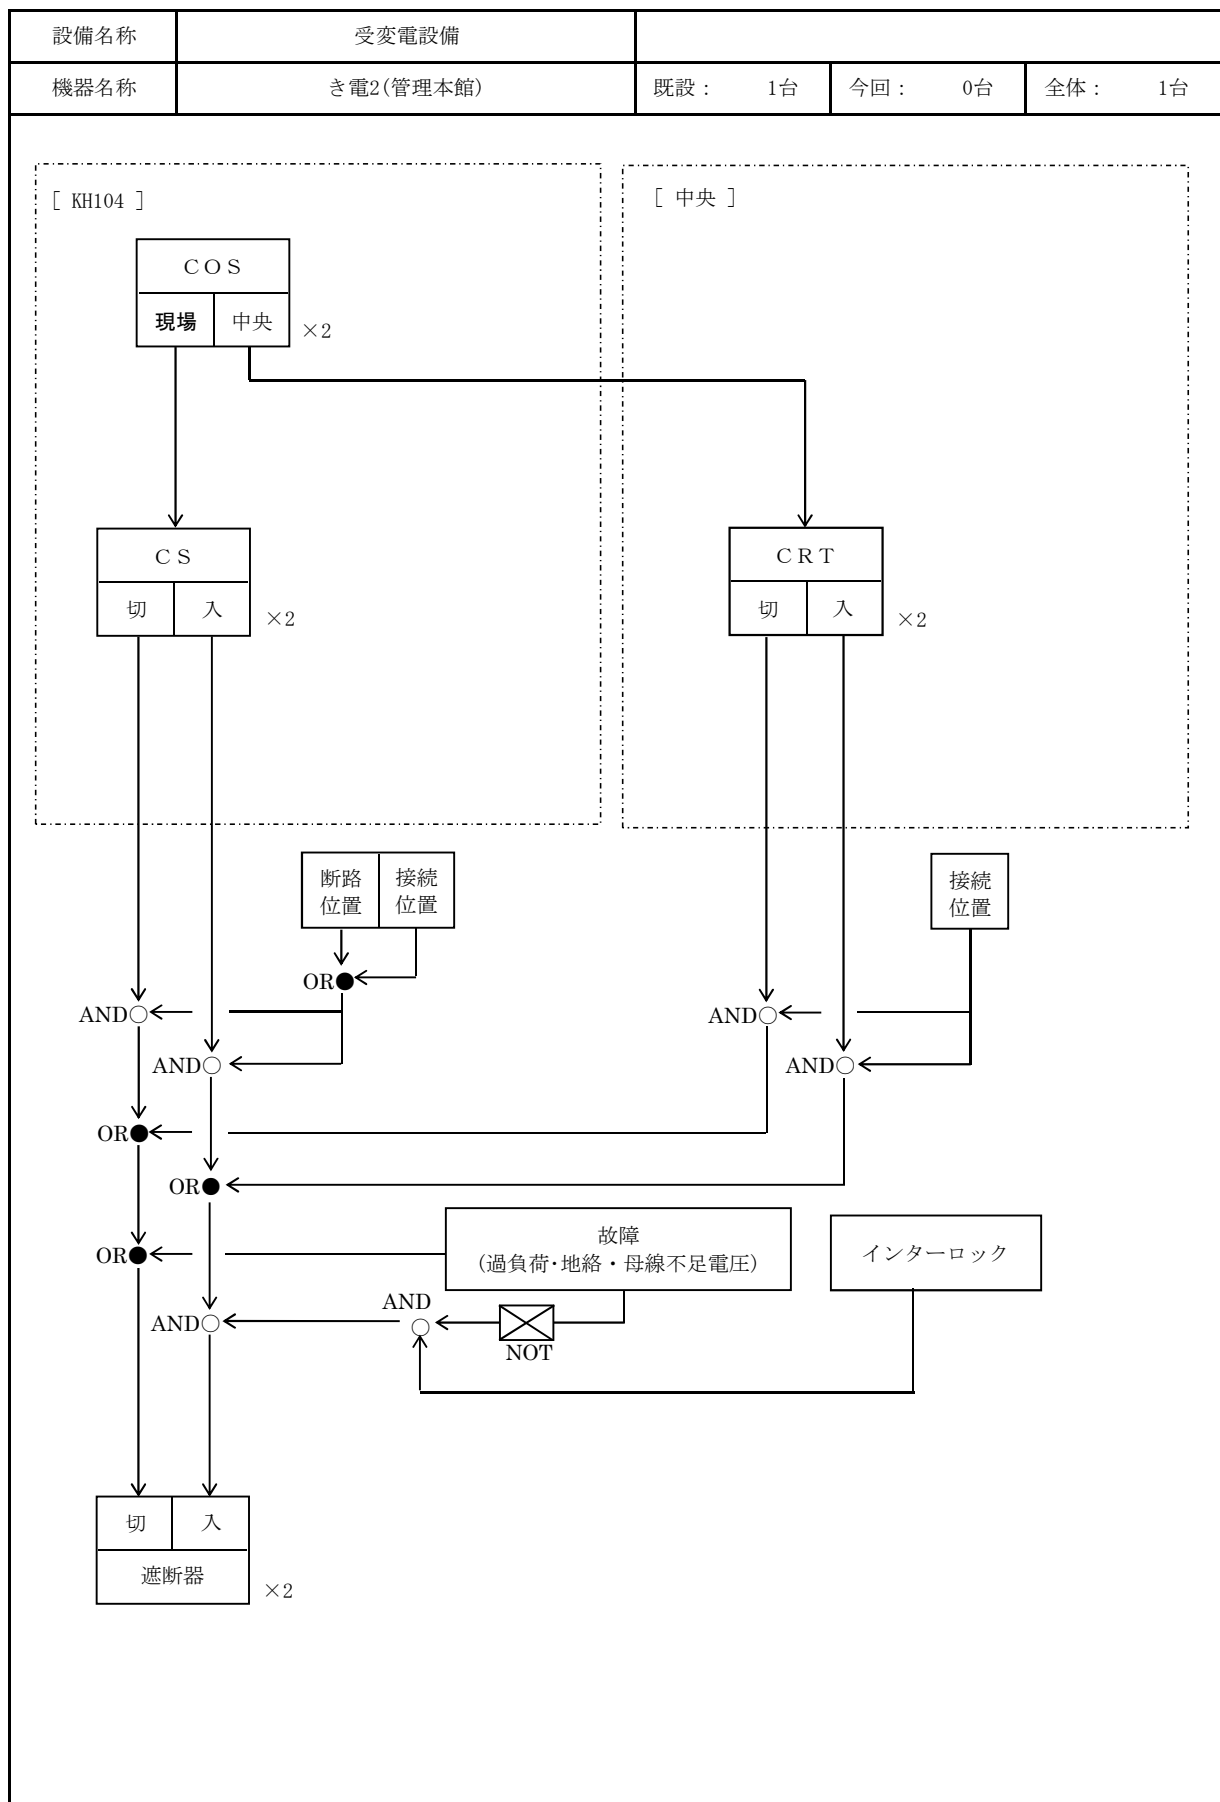 設備名称 受変電設備
機器名称 き電2(管理本館) 既設： 1台 今回： 0台 全体： 1台
[ KH104 ] [ 中央 ]
ＣＯＳ
現場 中央 ×2
ＣＳ ＣＲＴ
切 入 ×2 切 入 ×2
断路 接続 接続
位置 位置 位置
OR
AND AND
AND AND
OR
OR
故障
OR (過負荷･地絡・母線不足電圧) インターロック
AND
AND
NOT
切 入
遮断器 ×2